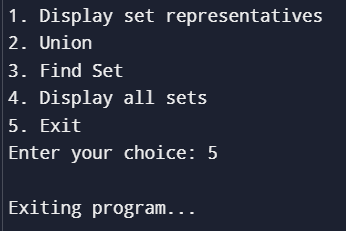 1. Display set representatives
2. Union
3. Find Set
4. Display all sets
5. Exit
Enter your choice: 5
Exiting program...